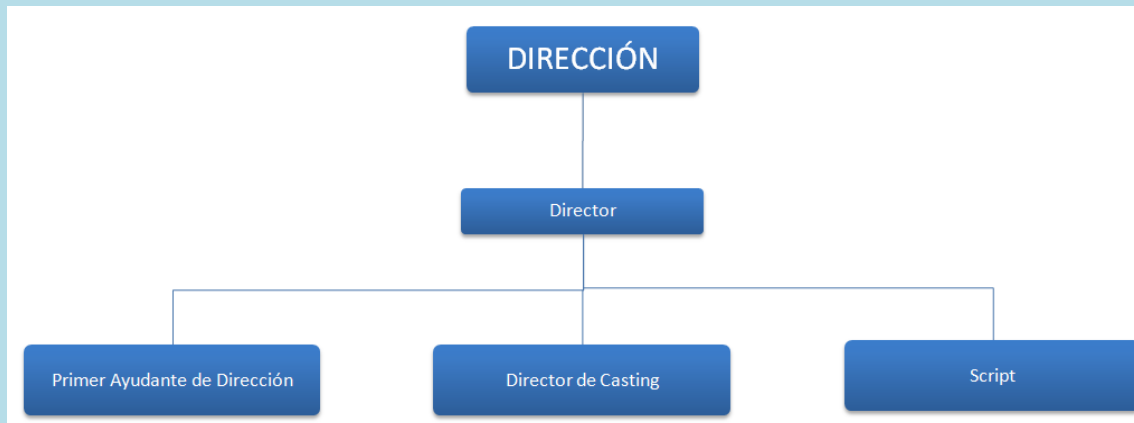 DIRECCIÓN
Director
Primer Ayudante de Dirección
Director de Casting
Script